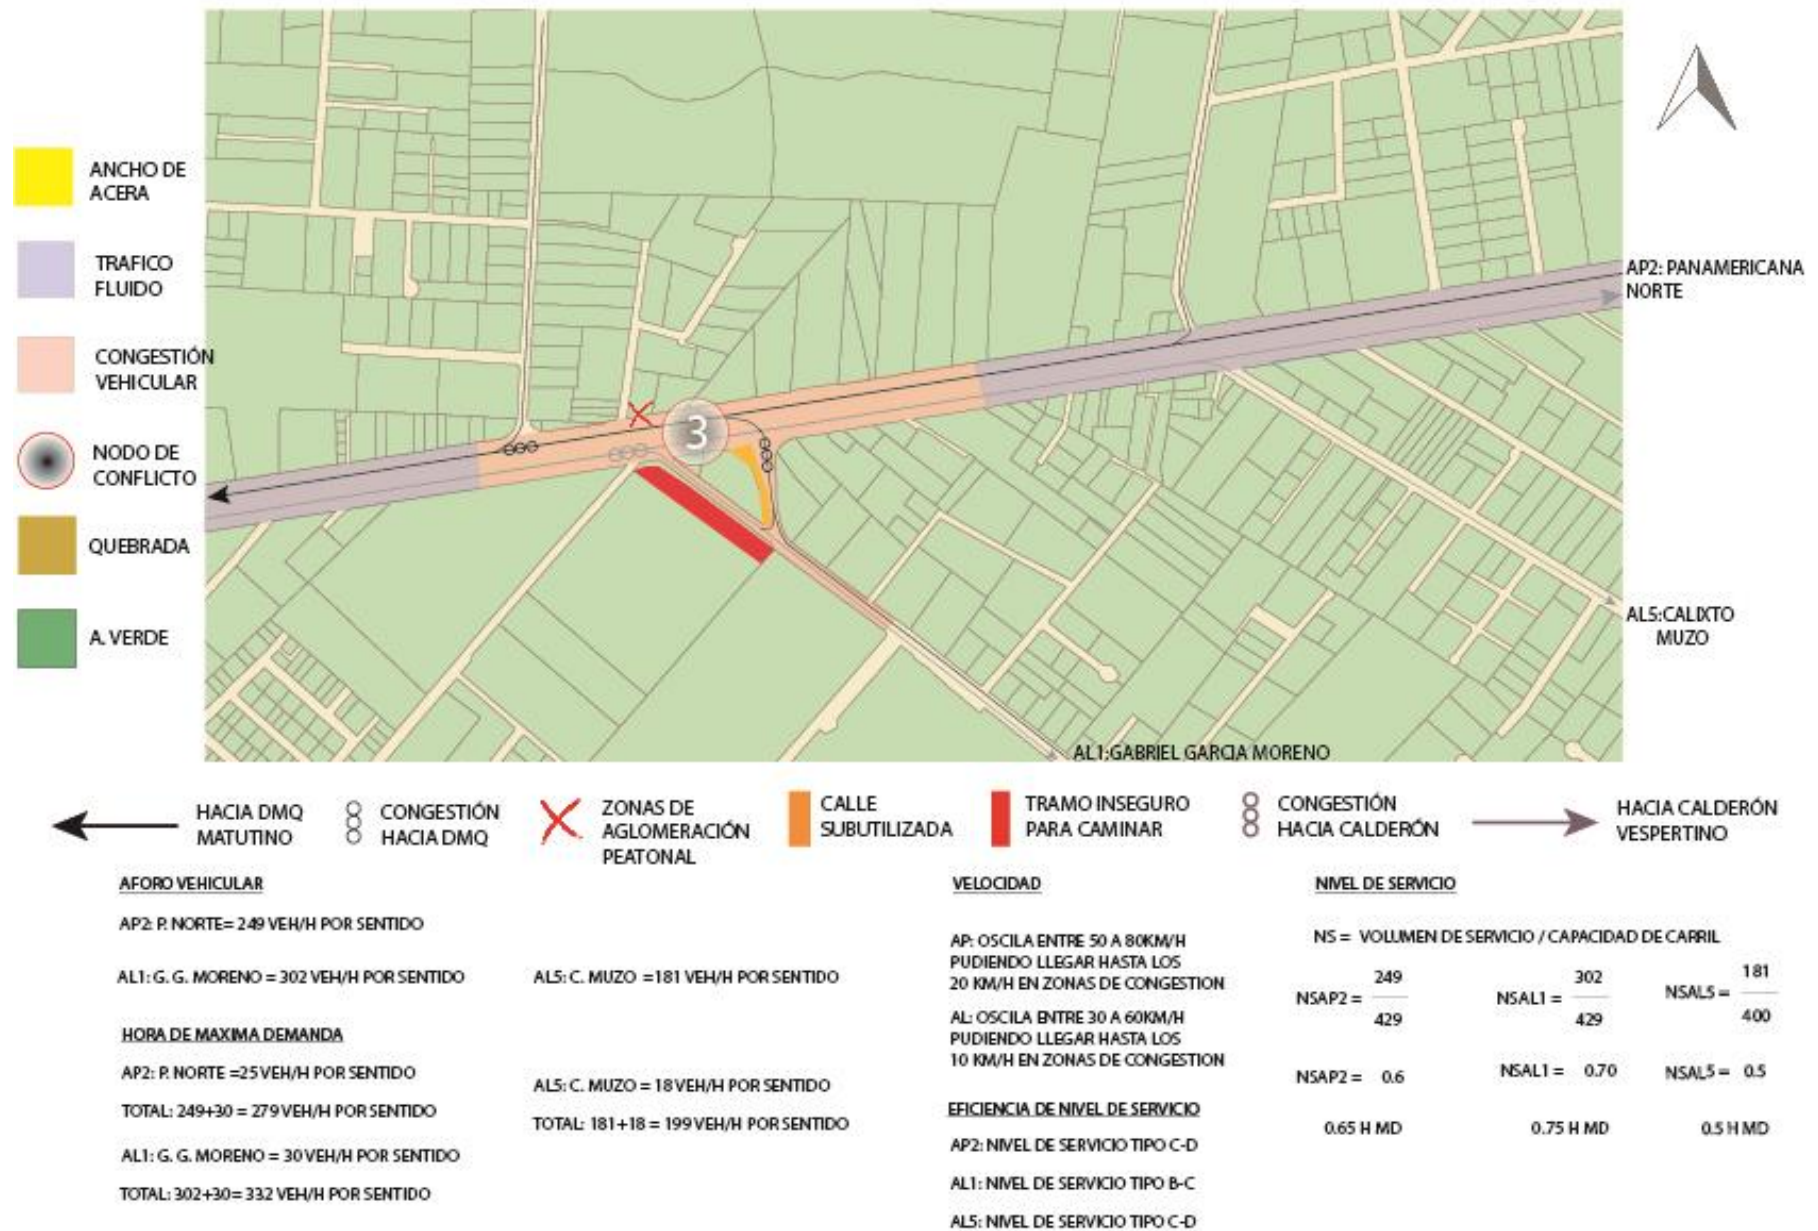 ANCHO DE
ACERA
TRAFICO
FLUIDO
CONGESTIÓN
VEHICULAR
NODO DE
CONFLICTO
QUEBRADA
A. VERDE
3
AP2: PANAMERICANA
NORTE
AL5:CALIXTO
MUZO
AL1:GABRIEL GARCIA MORENO
HACIA DMQ
MATUTINO
CONGESTIÓN
HACIA DMQ
ZONAS DE
AGLOMERACIÓN
PEATONAL
CALLE
SUBUTILIZADA
TRAMO INSEGURO
PARA CAMINAR
CONGESTIÓN
HACIA CALDERÓN
HACIA CALDERÓN
VESPERTINO
AFORO VEHICULAR
AP2: P. NORTE= 249 VEH/H POR SENTIDO
AL1: G. G. MORENO = 302 VEH/H POR SENTIDO
AL5: C. MUZO =181 VEH/H POR SENTIDO
HORA DE MAXIMA DEMANDA
AP2: P. NORTE =25 VEH/H POR SENTIDO
TOTAL: 249+30 = 279 VEH/H POR SENTIDO
AL1: G. G. MORENO = 30 VEH/H POR SENTIDO
TOTAL: 302+30= 332 VEH/H POR SENTIDO
AL5: C. MUZO = 18 VEH/H POR SENTIDO
TOTAL: 181+18 = 199 VEH/H POR SENTIDO
VELOCIDAD
AP: OSCILA ENTRE 50 A 80KM/H
PUDIENDO LLEGAR HASTA LOS
20 KM/H EN ZONAS DE CONGESTION
AL: OSCILA ENTRE 30 A 60KM/H
PUDIENDO LLEGAR HASTA LOS
10 KM/H EN ZONAS DE CONGESTION
EFICIENCIA DE NIVEL DE SERVICIO
AP2: NIVEL DE SERVICIO TIPO C-D
AL1: NIVEL DE SERVICIO TIPO B-C
AL5: NIVEL DE SERVICIO TIPO C-D
NIVEL DE SERVICIO
NS = VOLUMEN DE SERVICIO / CAPACIDAD DE CARRIL
249
NSAP2 =
429
302
NSAL1 =
429
181
NSAL5 =
400
NSAP2 = 0.6
NSAL1 = 0.70
NSAL5 = 0.5
0.65 H MD
0.75 H MD
0.5 H MD